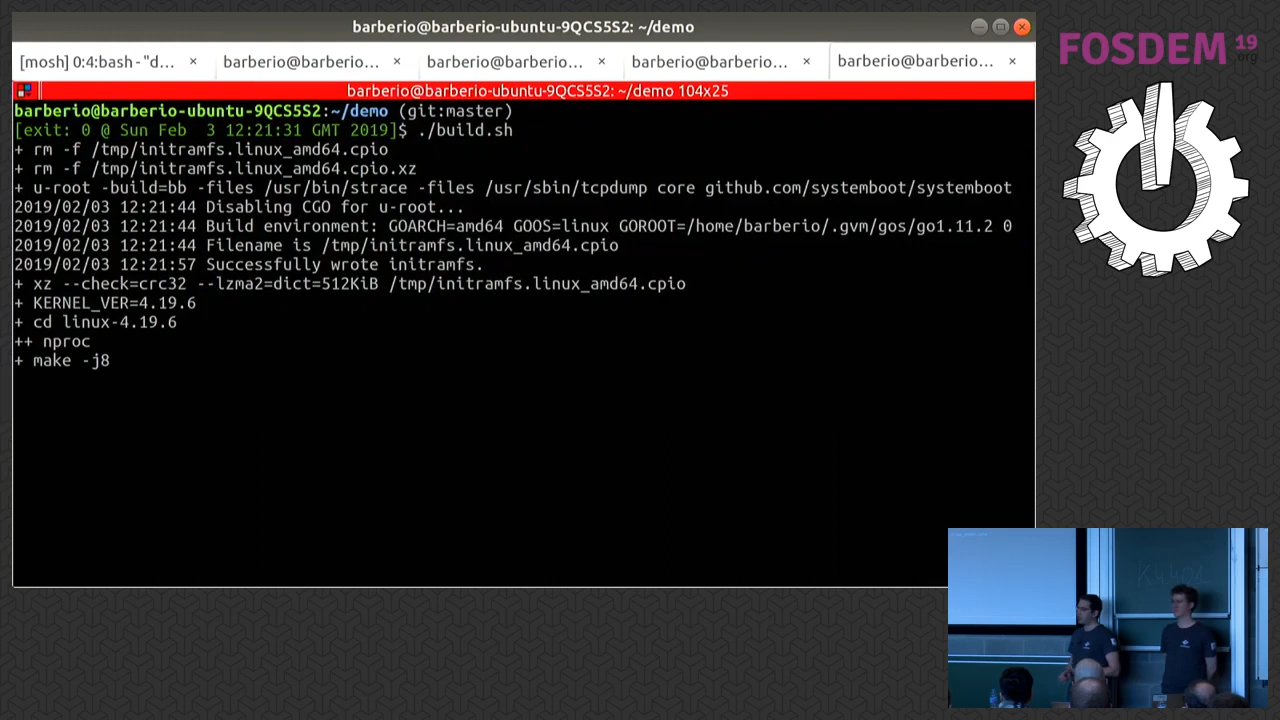 barberio@barberio-ubuntu-9QCS5S2: ~/demo
[mosh] 0:4:bash - "d... × barberio@barberio... × barberio@barberio... × barberio@barberio... × barberio@barberio... ×
barberio@barberio-ubuntu-9QCS5S2: ~/demo 104x25
barberio@barberio-ubuntu-9QCS5S2:~/demo (git:master)
[exit: 0 @ Sun Feb  3 12:21:31 GMT 2019]$ ./build.sh
+ rm -f /tmp/initramfs.linux_amd64.cpio
+ rm -f /tmp/initramfs.linux_amd64.cpio.xz
+ u-root -build=bb -files /usr/bin/strace -files /usr/sbin/tcpdump core github.com/systemboot/systemboot
2019/02/03 12:21:44 Disabling CGO for u-root...
2019/02/03 12:21:44 Build environment: GOARCH=amd64 GOOS=linux GOROOT=/home/barberio/.gvm/gos/go1.11.2 0
2019/02/03 12:21:44 Filename is /tmp/initramfs.linux_amd64.cpio
2019/02/03 12:21:57 Successfully wrote initramfs.
+ xz --check=crc32 --lzma2=dict=512KiB /tmp/initramfs.linux_amd64.cpio
+ KERNEL_VER=4.19.6
+ cd linux-4.19.6
++ nproc
+ make -j8
FOSDEM 19
.org